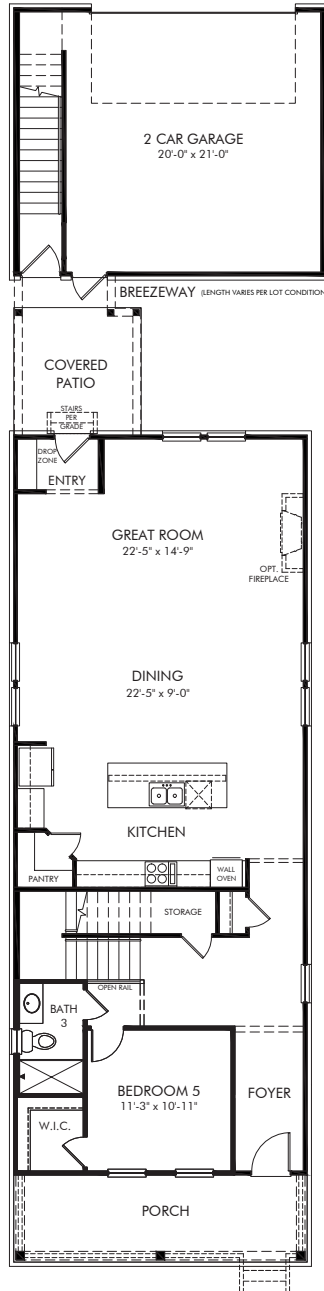 2 CAR GARAGE
20'-0" x 21'-0"
BREEZEWAY (LENGTH VARIES PER LOT CONDITION
COVERED
PATIO
STAIRS
PER
GRADE
DROP
ZONE
ENTRY
GREAT ROOM
22'-5" x 14'-9"
OPT.
FIREPLACE
DINING
22'-5" x 9'-0"
KITCHEN
PANTRY
WALL
OVEN
STORAGE
OPEN RAIL
BATH
3
BEDROOM 5
11'-3" x 10'-11"
FOYER
W.I.C.
PORCH